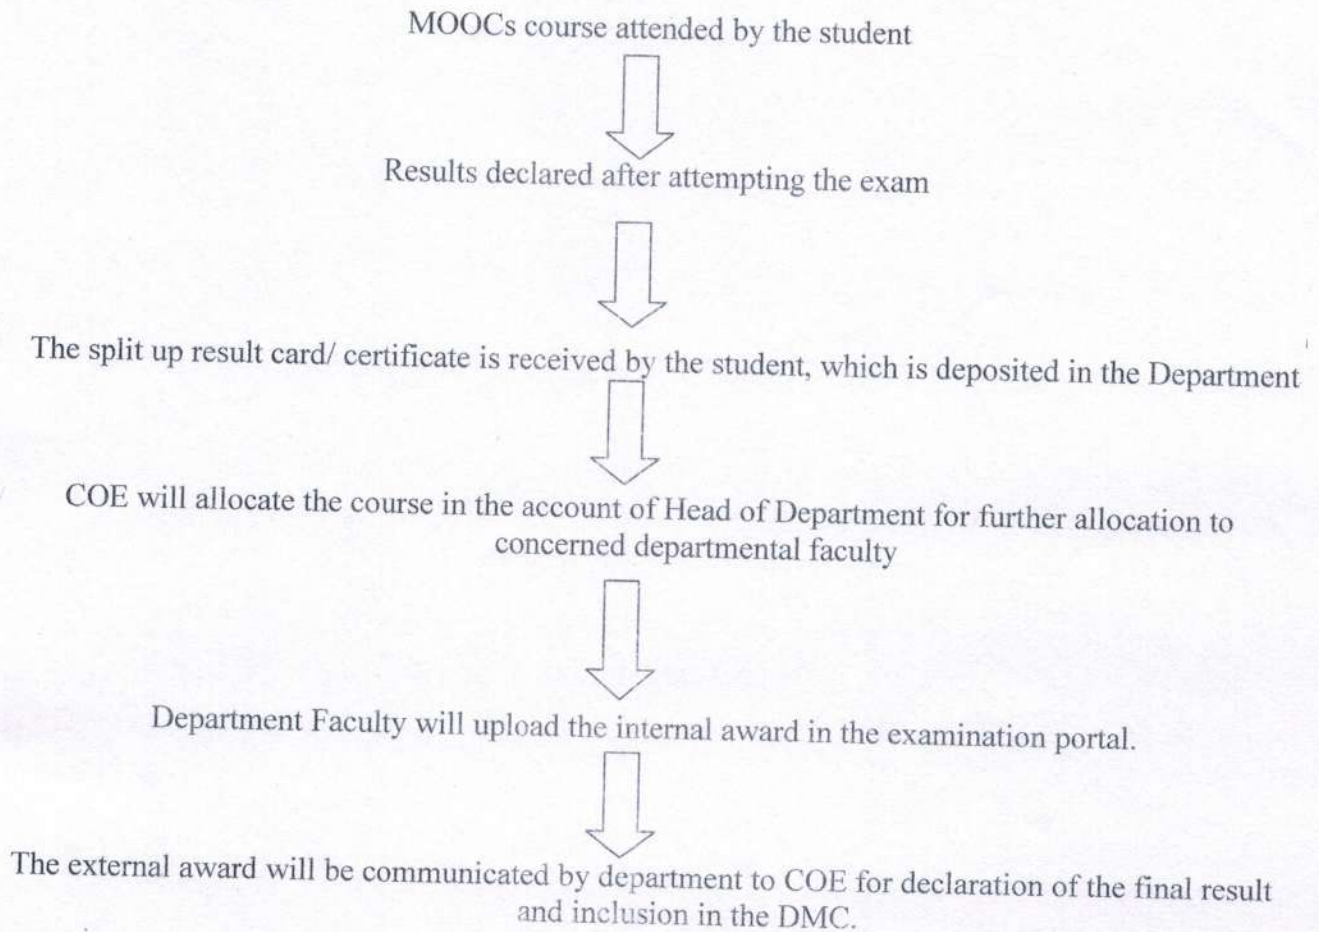 MOOCs course attended by the student
Results declared after attempting the exam
The split up result card/ certificate is received by the student, which is deposited in the Department
COE will allocate the course in the account of Head of Department for further allocation to
concerned departmental faculty
Department Faculty will upload the internal award in the examination portal.
The external award will be communicated by department to COE for declaration of the final result
and inclusion in the DMC.